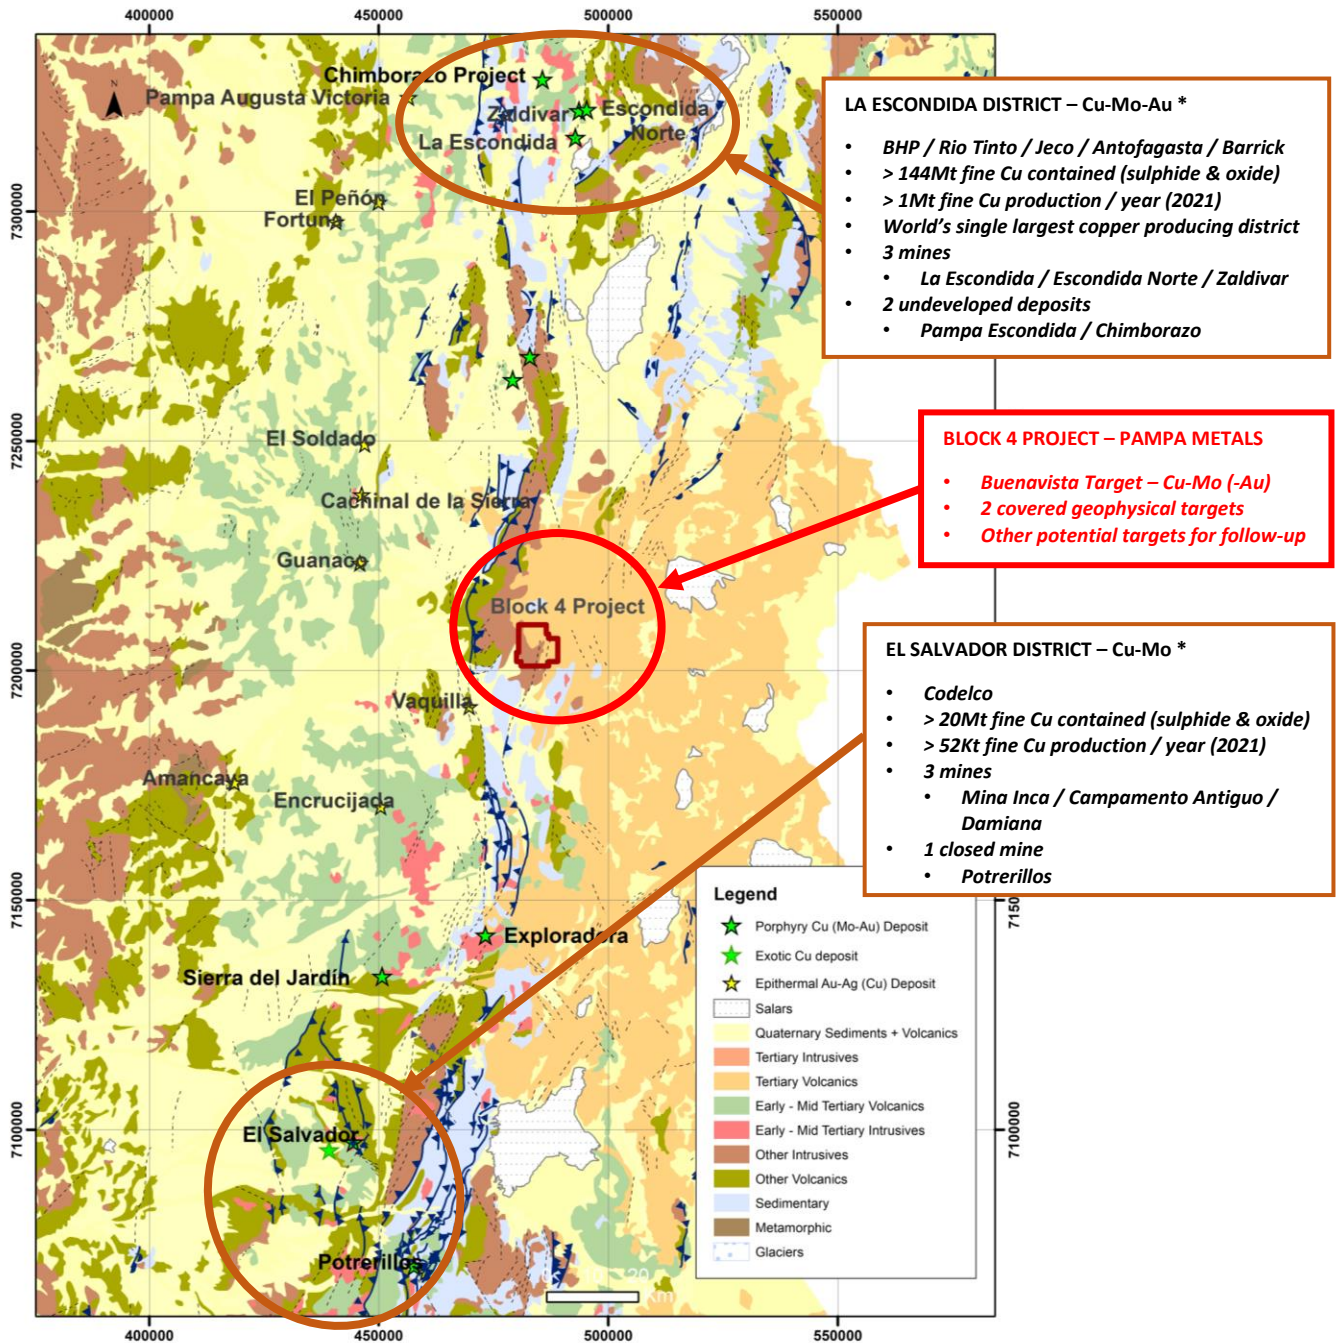 400000
450000
500000
550000
7300000
7250000
7200000
7150000
7100000
N
Chimborazo Project
Pampa Augusta Victoria
Zaldivar
Escondida
Norte
La Escondida
El Peñón
Fortuna
El Soldado
Cachinal de la Sierra
Guanaco
Block 4 Project
Vaquilla
Amancaya
Encrucijada
Exploradora
Sierra del Jardín
El Salvador
Potrerillos
LA ESCONDIDA DISTRICT – Cu-Mo-Au *
• BHP / Rio Tinto / Jeco / Antofagasta / Barrick
• > 144Mt fine Cu contained (sulphide & oxide)
• > 1Mt fine Cu production / year (2021)
• World's single largest copper producing district
• 3 mines
• La Escondida / Escondida Norte / Zaldivar
• 2 undeveloped deposits
• Pampa Escondida / Chimborazo
BLOCK 4 PROJECT – PAMPA METALS
• Buenavista Target – Cu-Mo (-Au)
• 2 covered geophysical targets
• Other potential targets for follow-up
EL SALVADOR DISTRICT – Cu-Mo *
• Codelco
• > 20Mt fine Cu contained (sulphide & oxide)
• > 52Kt fine Cu production / year (2021)
• 3 mines
• Mina Inca / Campamento Antiguo /
Damiana
• 1 closed mine
• Potrerillos
Legend
Porphyry Cu (Mo-Au) Deposit
Exotic Cu deposit
Epithermal Au-Ag (Cu) Deposit
Salars
Quaternary Sediments + Volcanics
Tertiary Intrusives
Tertiary Volcanics
Early - Mid Tertiary Volcanics
Early - Mid Tertiary Intrusives
Other Intrusives
Other Volcanics
Sedimentary
Metamorphic
Glaciers
7150
7100000
20
km
400000
450000
500000
550000